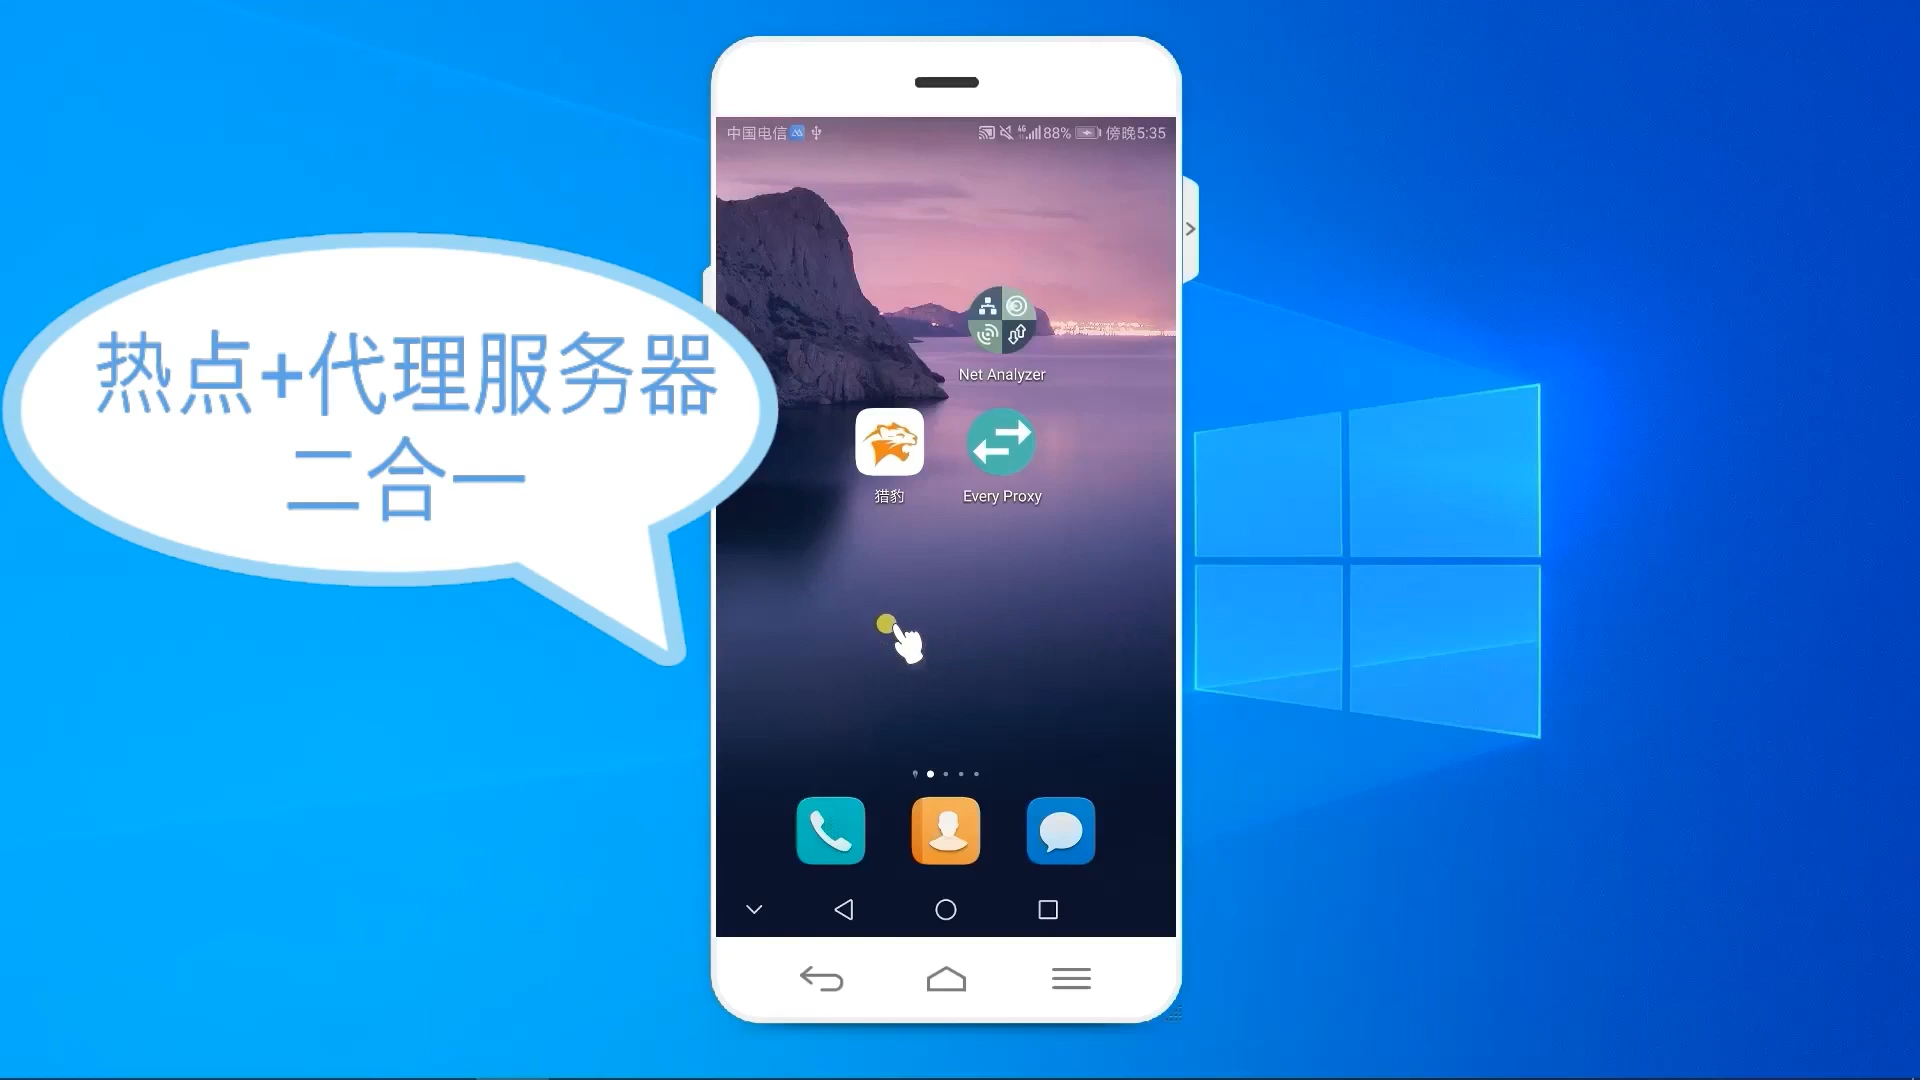 中国电信
4G 88% 傍晚5:35
热点+代理服务器
二合一
Net Analyzer
猎豹
Every Proxy